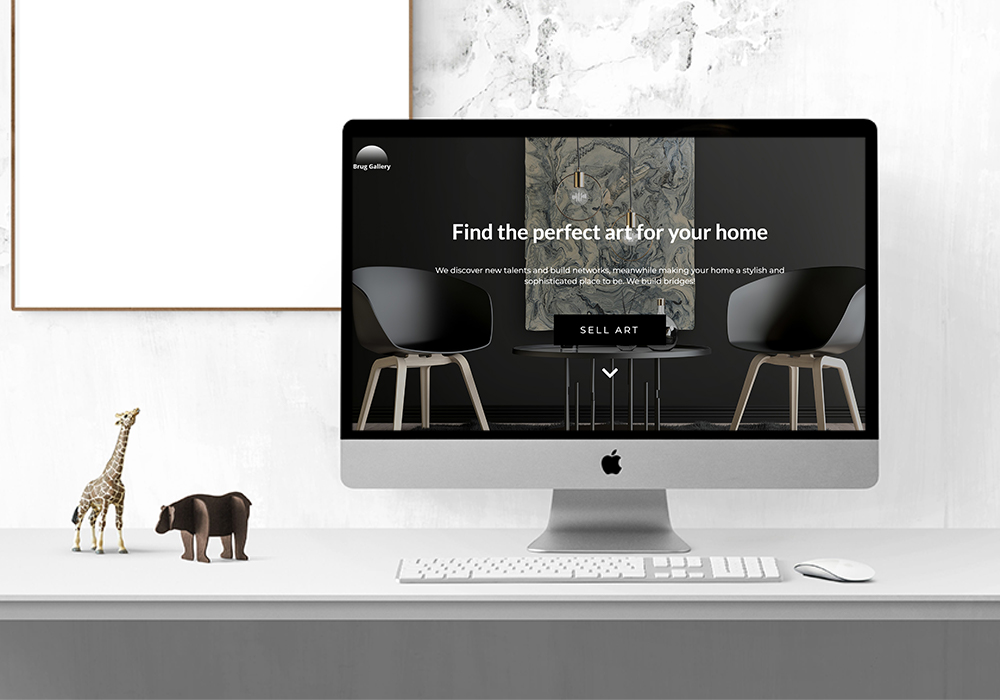 Brug Gallery
Find the perfect art for your home
We discover new talents and build networks, meanwhile making your home a stylish and
sophisticated place to be. We build bridges!
SELL ART